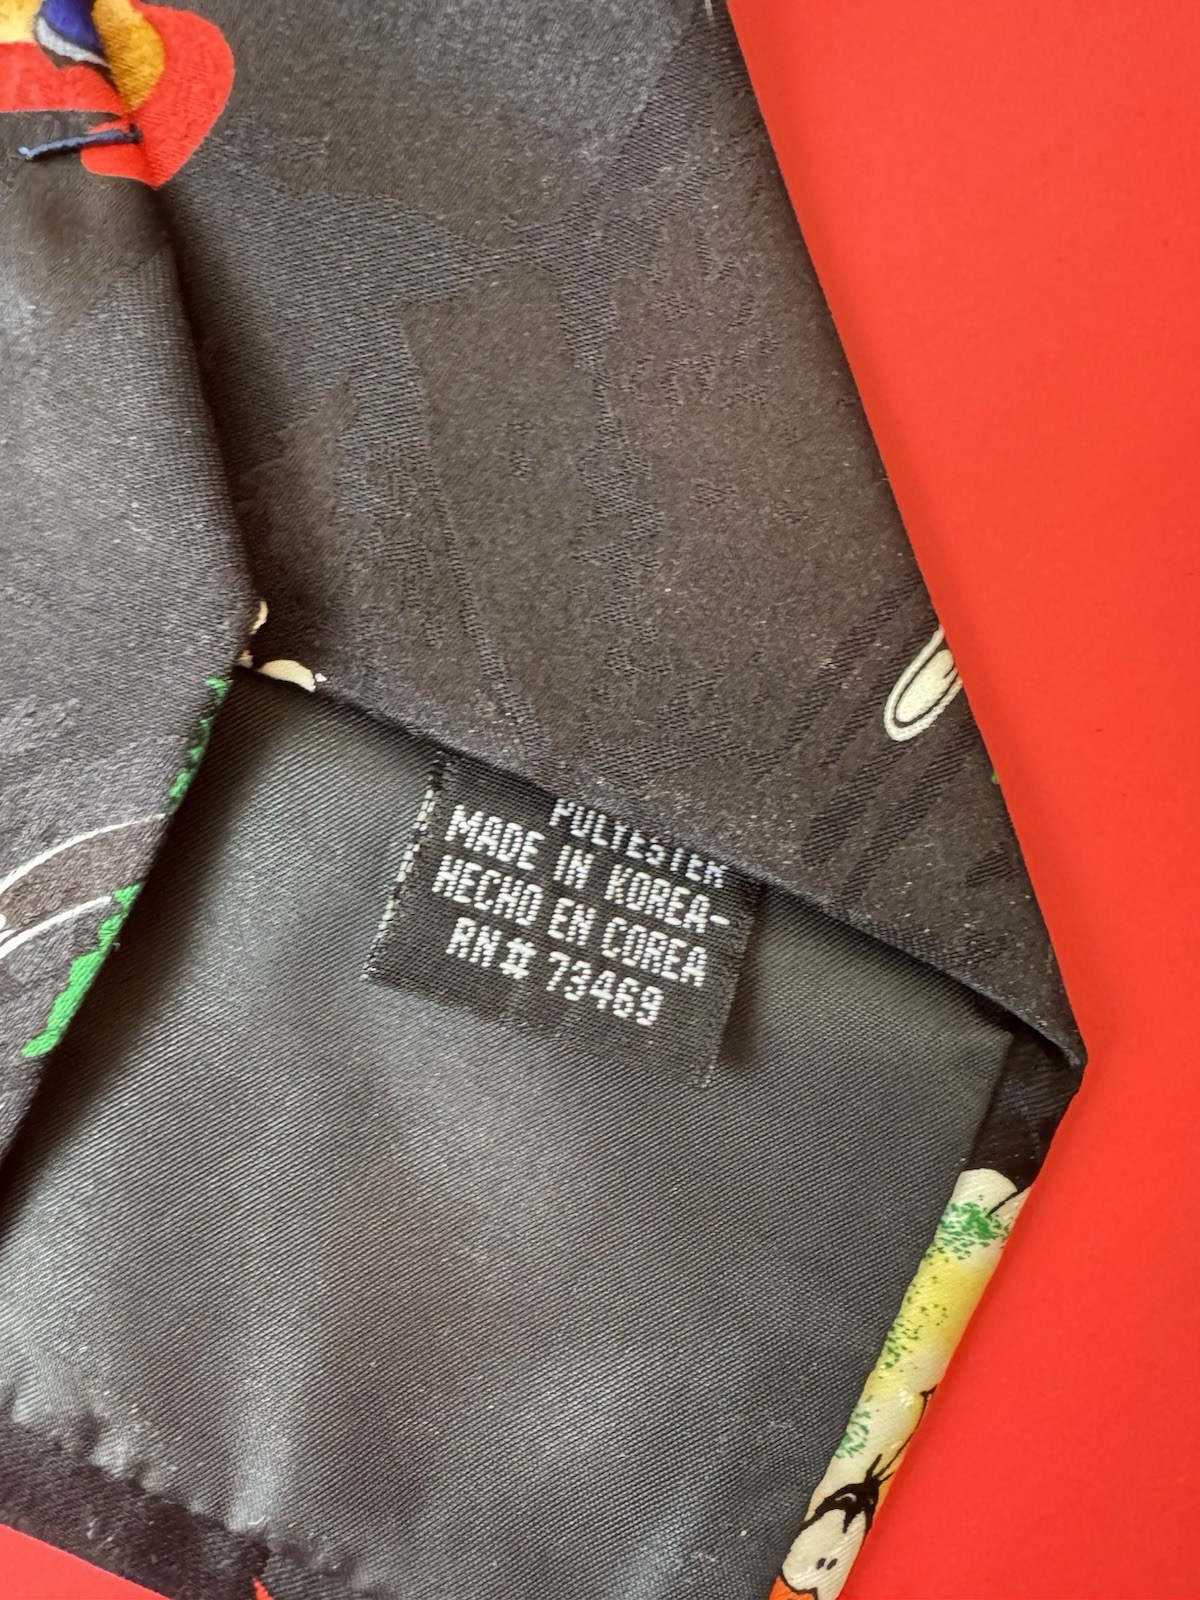 POLYESTER
MADE IN KOREA-
HECHO EN COREA
RN# 73469